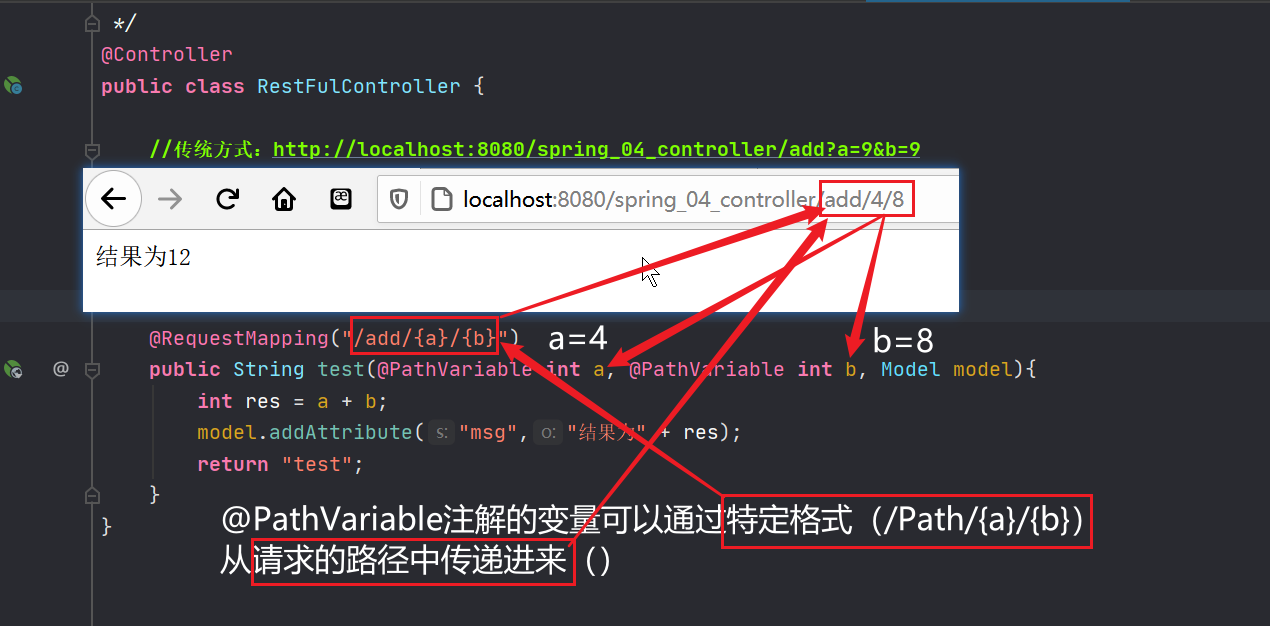 */
@Controller
public class RestFulController {
//传统方式：http://localhost:8080/spring_04_controller/add?a=9&b=9
localhost:8080/spring_04_controller/add/4/8
结果为12
@RequestMapping("/add/{a}/{b}")
a=4
b=8
public String test(@PathVariable int a, @PathVariable int b, Model model){
int res = a + b;
model.addAttribute( s: "msg", o: "结果为" + res);
return "test";
}
}
@PathVariable注解的变量可以通过特定格式（/Path/{a}/{b}）
从请求的路径中传递进来（）